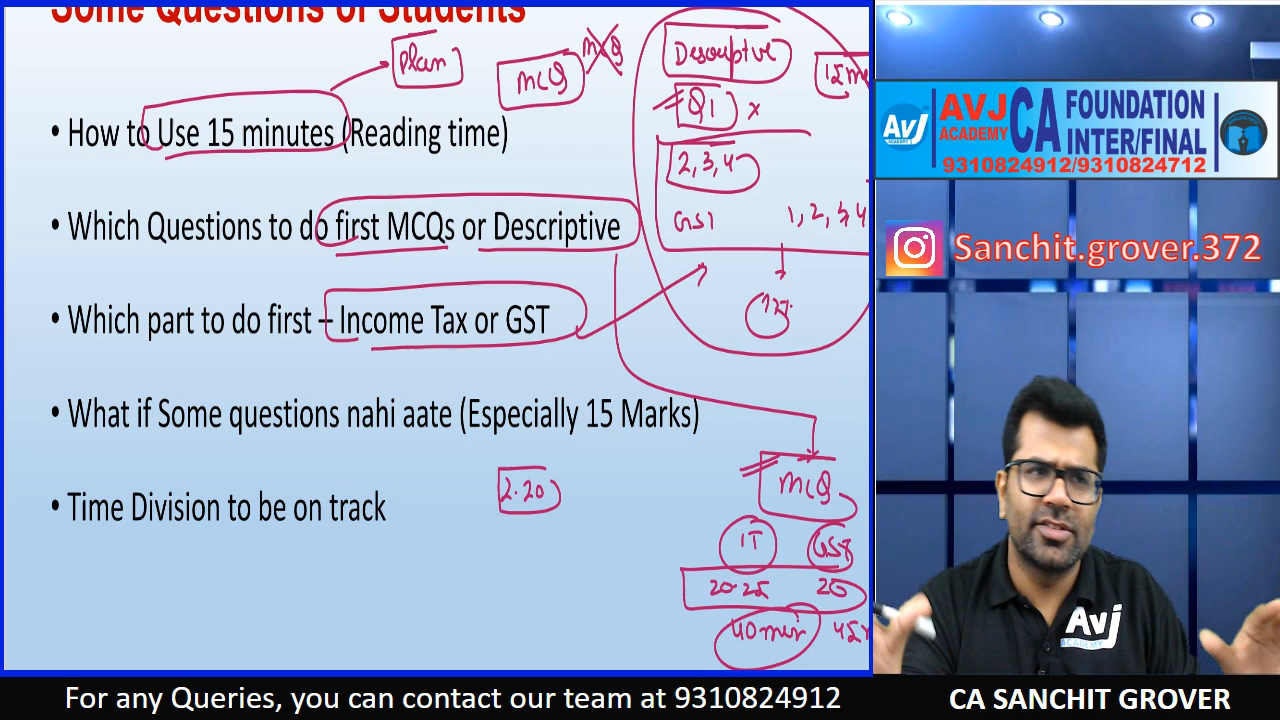 Some Questions of Students
Plan
MCQ
MCQ
Descriptive
Q1 x
2, 3, 4
GST
1, 2, 3, 4
• How to Use 15 minutes (Reading time)
• Which Questions to do first MCQs or Descriptive
• Which part to do first – Income Tax or GST
• What if Some questions nahi aate (Especially 15 Marks)
• Time Division to be on track
2.20
MCQ
IT
GST
20-25
20
40 min
AVJ
ACADEMY
AVJ
ACADEMY
CA
FOUNDATION
INTER/FINAL
9310824912/9310824712
Sanchit.grover.372
AVJ
ACADEMY
For any Queries, you can contact our team at 9310824912
CA SANCHIT GROVER